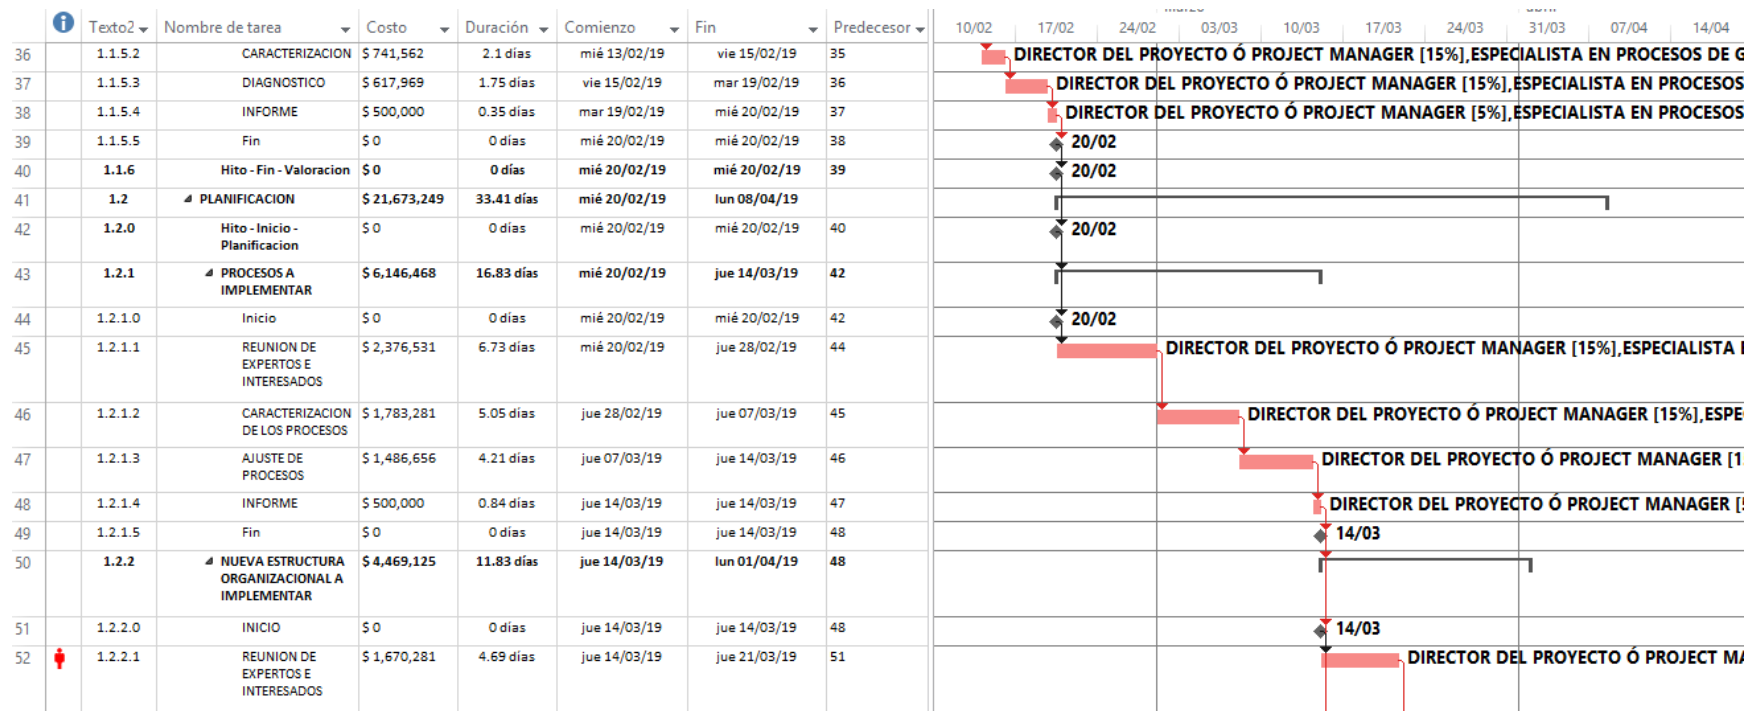 Texto2 Nombre de tarea Costo Duración Comienzo Fin Predecesor 10/02 17/02 24/02 03/03 10/03 17/03 24/03 31/03 07/04 14/04
36 1.1.5.2 CARACTERIZACION $ 741,562 2.1 días mié 13/02/19 vie 15/02/19 35 DIRECTOR DEL PROYECTO Ó PROJECT MANAGER [15%],ESPECIALISTA EN PROCESOS DE G
37 1.1.5.3 DIAGNOSTICO $ 617,969 1.75 días vie 15/02/19 mar 19/02/19 36 DIRECTOR DEL PROYECTO Ó PROJECT MANAGER [15%],ESPECIALISTA EN PROCESOS
38 1.1.5.4 INFORME $ 500,000 0.35 días mar 19/02/19 mié 20/02/19 37 DIRECTOR DEL PROYECTO Ó PROJECT MANAGER [5%],ESPECIALISTA EN PROCESOS
39 1.1.5.5 Fin $ 0 0 días mié 20/02/19 mié 20/02/19 38 20/02
40 1.1.6 Hito - Fin - Valoracion $ 0 0 días mié 20/02/19 mié 20/02/19 39 20/02
41 1.2 PLANIFICACION $ 21,673,249 33.41 días mié 20/02/19 lun 08/04/19
42 1.2.0 Hito - Inicio - $ 0 0 días mié 20/02/19 mié 20/02/19 40 20/02
Planificacion
43 1.2.1 PROCESOS A $ 6,146,468 16.83 días mié 20/02/19 jue 14/03/19 42
IMPLEMENTAR
44 1.2.1.0 Inicio $ 0 0 días mié 20/02/19 mié 20/02/19 42 20/02
45 1.2.1.1 REUNION DE $ 2,376,531 6.73 días mié 20/02/19 jue 28/02/19 44 DIRECTOR DEL PROYECTO Ó PROJECT MANAGER [15%],ESPECIALISTA
EXPERTOS E
INTERESADOS
46 1.2.1.2 CARACTERIZACION $ 1,783,281 5.05 días jue 28/02/19 jue 07/03/19 45 DIRECTOR DEL PROYECTO Ó PROJECT MANAGER [15%],ESPE
DE LOS PROCESOS
47 1.2.1.3 AJUSTE DE $ 1,486,656 4.21 días jue 07/03/19 jue 14/03/19 46 DIRECTOR DEL PROYECTO Ó PROJECT MANAGER [1
PROCESOS
48 1.2.1.4 INFORME $ 500,000 0.84 días jue 14/03/19 jue 14/03/19 47 DIRECTOR DEL PROYECTO Ó PROJECT MANAGER [5
49 1.2.1.5 Fin $ 0 0 días jue 14/03/19 jue 14/03/19 48 14/03
50 1.2.2 NUEVA ESTRUCTURA $ 4,469,125 11.83 días jue 14/03/19 lun 01/04/19 48
ORGANIZACIONAL A
IMPLEMENTAR
51 1.2.2.0 INICIO $ 0 0 días jue 14/03/19 jue 14/03/19 48 14/03
52 1.2.2.1 REUNION DE $ 1,670,281 4.69 días jue 14/03/19 jue 21/03/19 51 DIRECTOR DEL PROYECTO Ó PROJECT MA
EXPERTOS E
INTERESADOS